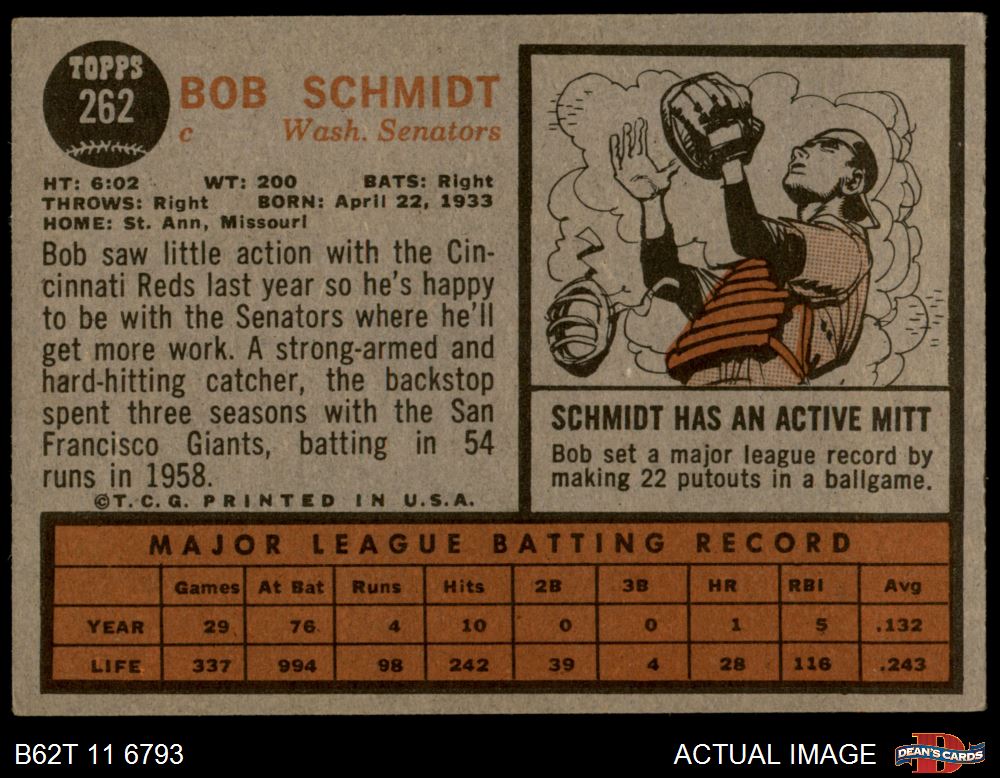 TOPPS
262
BOB SCHMIDT
c Wash. Senators
HT: 6:02 WT: 200 BATS: Right
THROWS: Right BORN: April 22, 1933
HOME: St. Ann, Missouri
Bob saw little action with the Cin-
cinnati Reds last year so he's happy
to be with the Senators where he'll
get more work. A strong-armed and
hard-hitting catcher, the backstop
spent three seasons with the San
Francisco Giants, batting in 54
runs in 1958.
©T.C.G. PRINTED IN U.S.A.
SCHMIDT HAS AN ACTIVE MITT
Bob set a major league record by
making 22 putouts in a ballgame.
MAJOR LEAGUE BATTING RECORD
Games At Bat Runs Hits 2B 3B HR RBI Avg
YEAR 29 76 4 10 0 0 1 5 .132
LIFE 337 994 98 242 39 4 28 116 .243
B62T 11 6793
ACTUAL IMAGE
D
DEAN'S CARDS